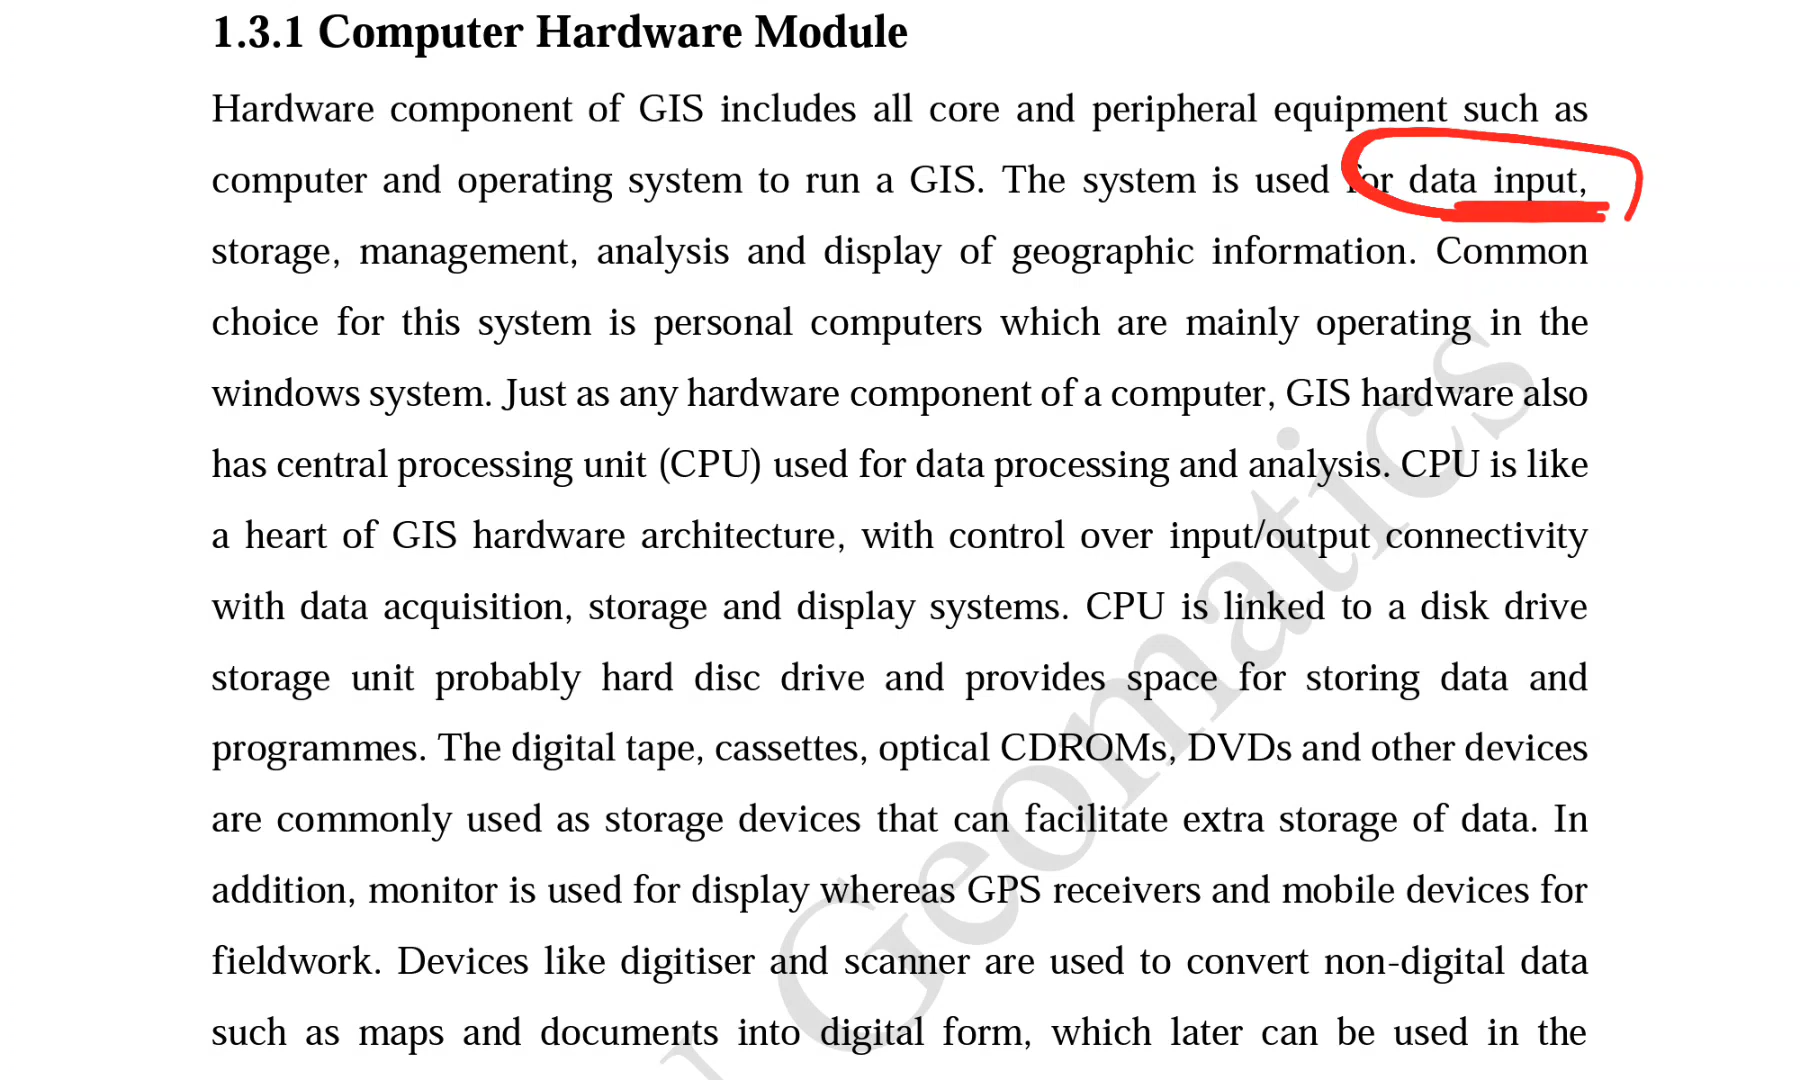 1.3.1 Computer Hardware Module
Hardware component of GIS includes all core and peripheral equipment such as
computer and operating system to run a GIS. The system is used for data input,
storage, management, analysis and display of geographic information. Common
choice for this system is personal computers which are mainly operating in the
windows system. Just as any hardware component of a computer, GIS hardware also
has central processing unit (CPU) used for data processing and analysis. CPU is like
a heart of GIS hardware architecture, with control over input/output connectivity
with data acquisition, storage and display systems. CPU is linked to a disk drive
storage unit probably hard disc drive and provides space for storing data and
programmes. The digital tape, cassettes, optical CDROMs, DVDs and other devices
are commonly used as storage devices that can facilitate extra storage of data. In
addition, monitor is used for display whereas GPS receivers and mobile devices for
fieldwork. Devices like digitiser and scanner are used to convert non-digital data
such as maps and documents into digital form, which later can be used in the
Geomatics